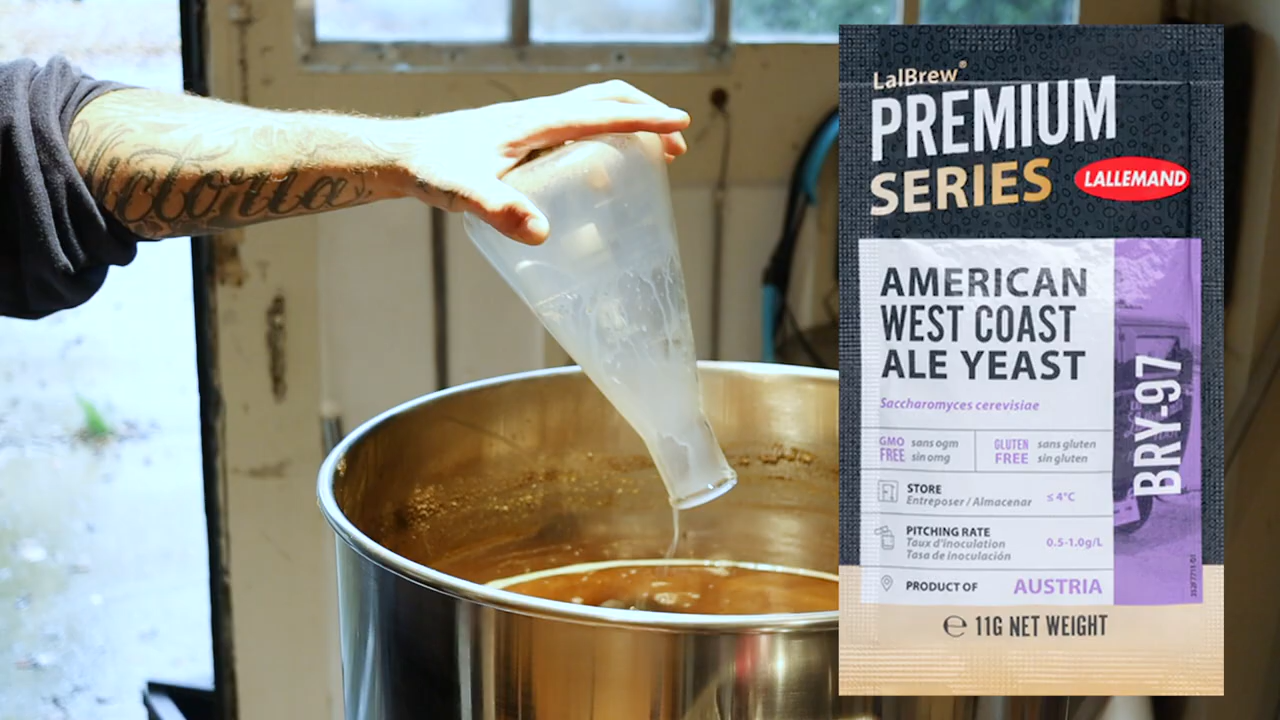 Victoria
LalBrew®
PREMIUM
SERIES
LALLEMAND
AMERICAN
WEST COAST
ALE YEAST
Saccharomyces cerevisiae
GMO FREE sans ogm sin omg
GLUTEN FREE sans gluten sin gluten
STORE
Entreposer / Almacenar
≤ 4°C
PITCHING RATE
Taux d'inoculation
Tasa de inoculación
0.5-1.0g/L
PRODUCT OF AUSTRIA
BRY-97
℮ 11G NET WEIGHT